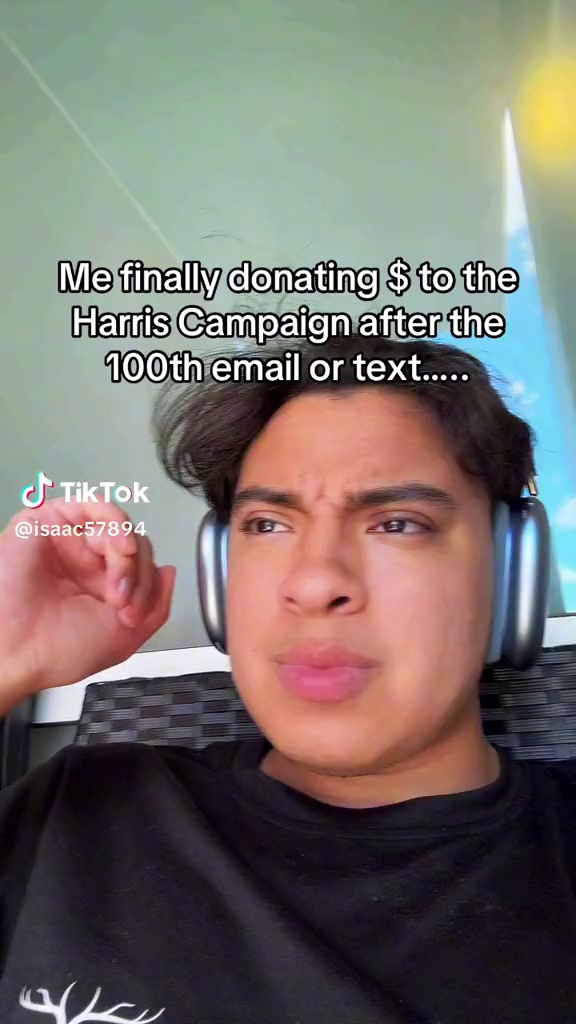 Me finally donating $ to the
Harris Campaign after the
100th email or text.....
TikTok
@isaac57894